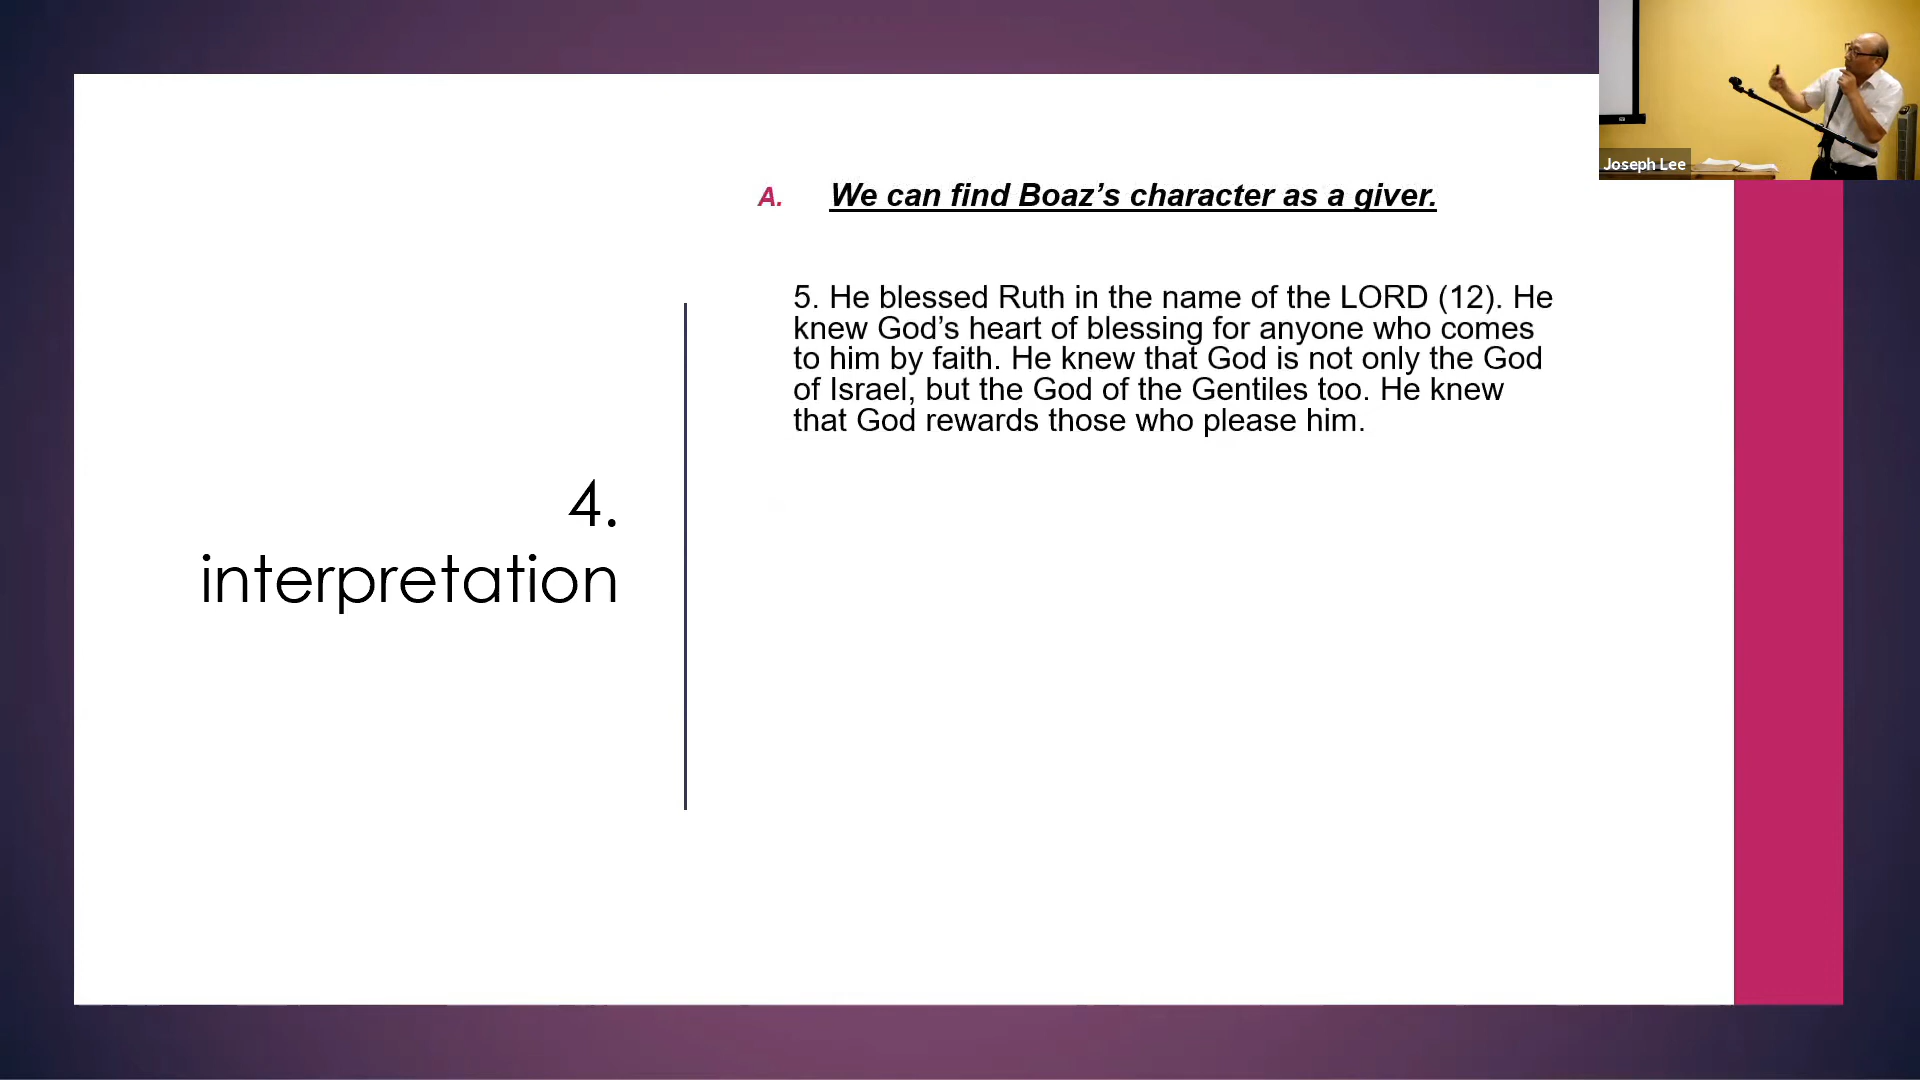 Joseph Lee
A. We can find Boaz’s character as a giver.
4.
interpretation
5. He blessed Ruth in the name of the LORD (12). He
knew God’s heart of blessing for anyone who comes
to him by faith. He knew that God is not only the God
of Israel, but the God of the Gentiles too. He knew
that God rewards those who please him.